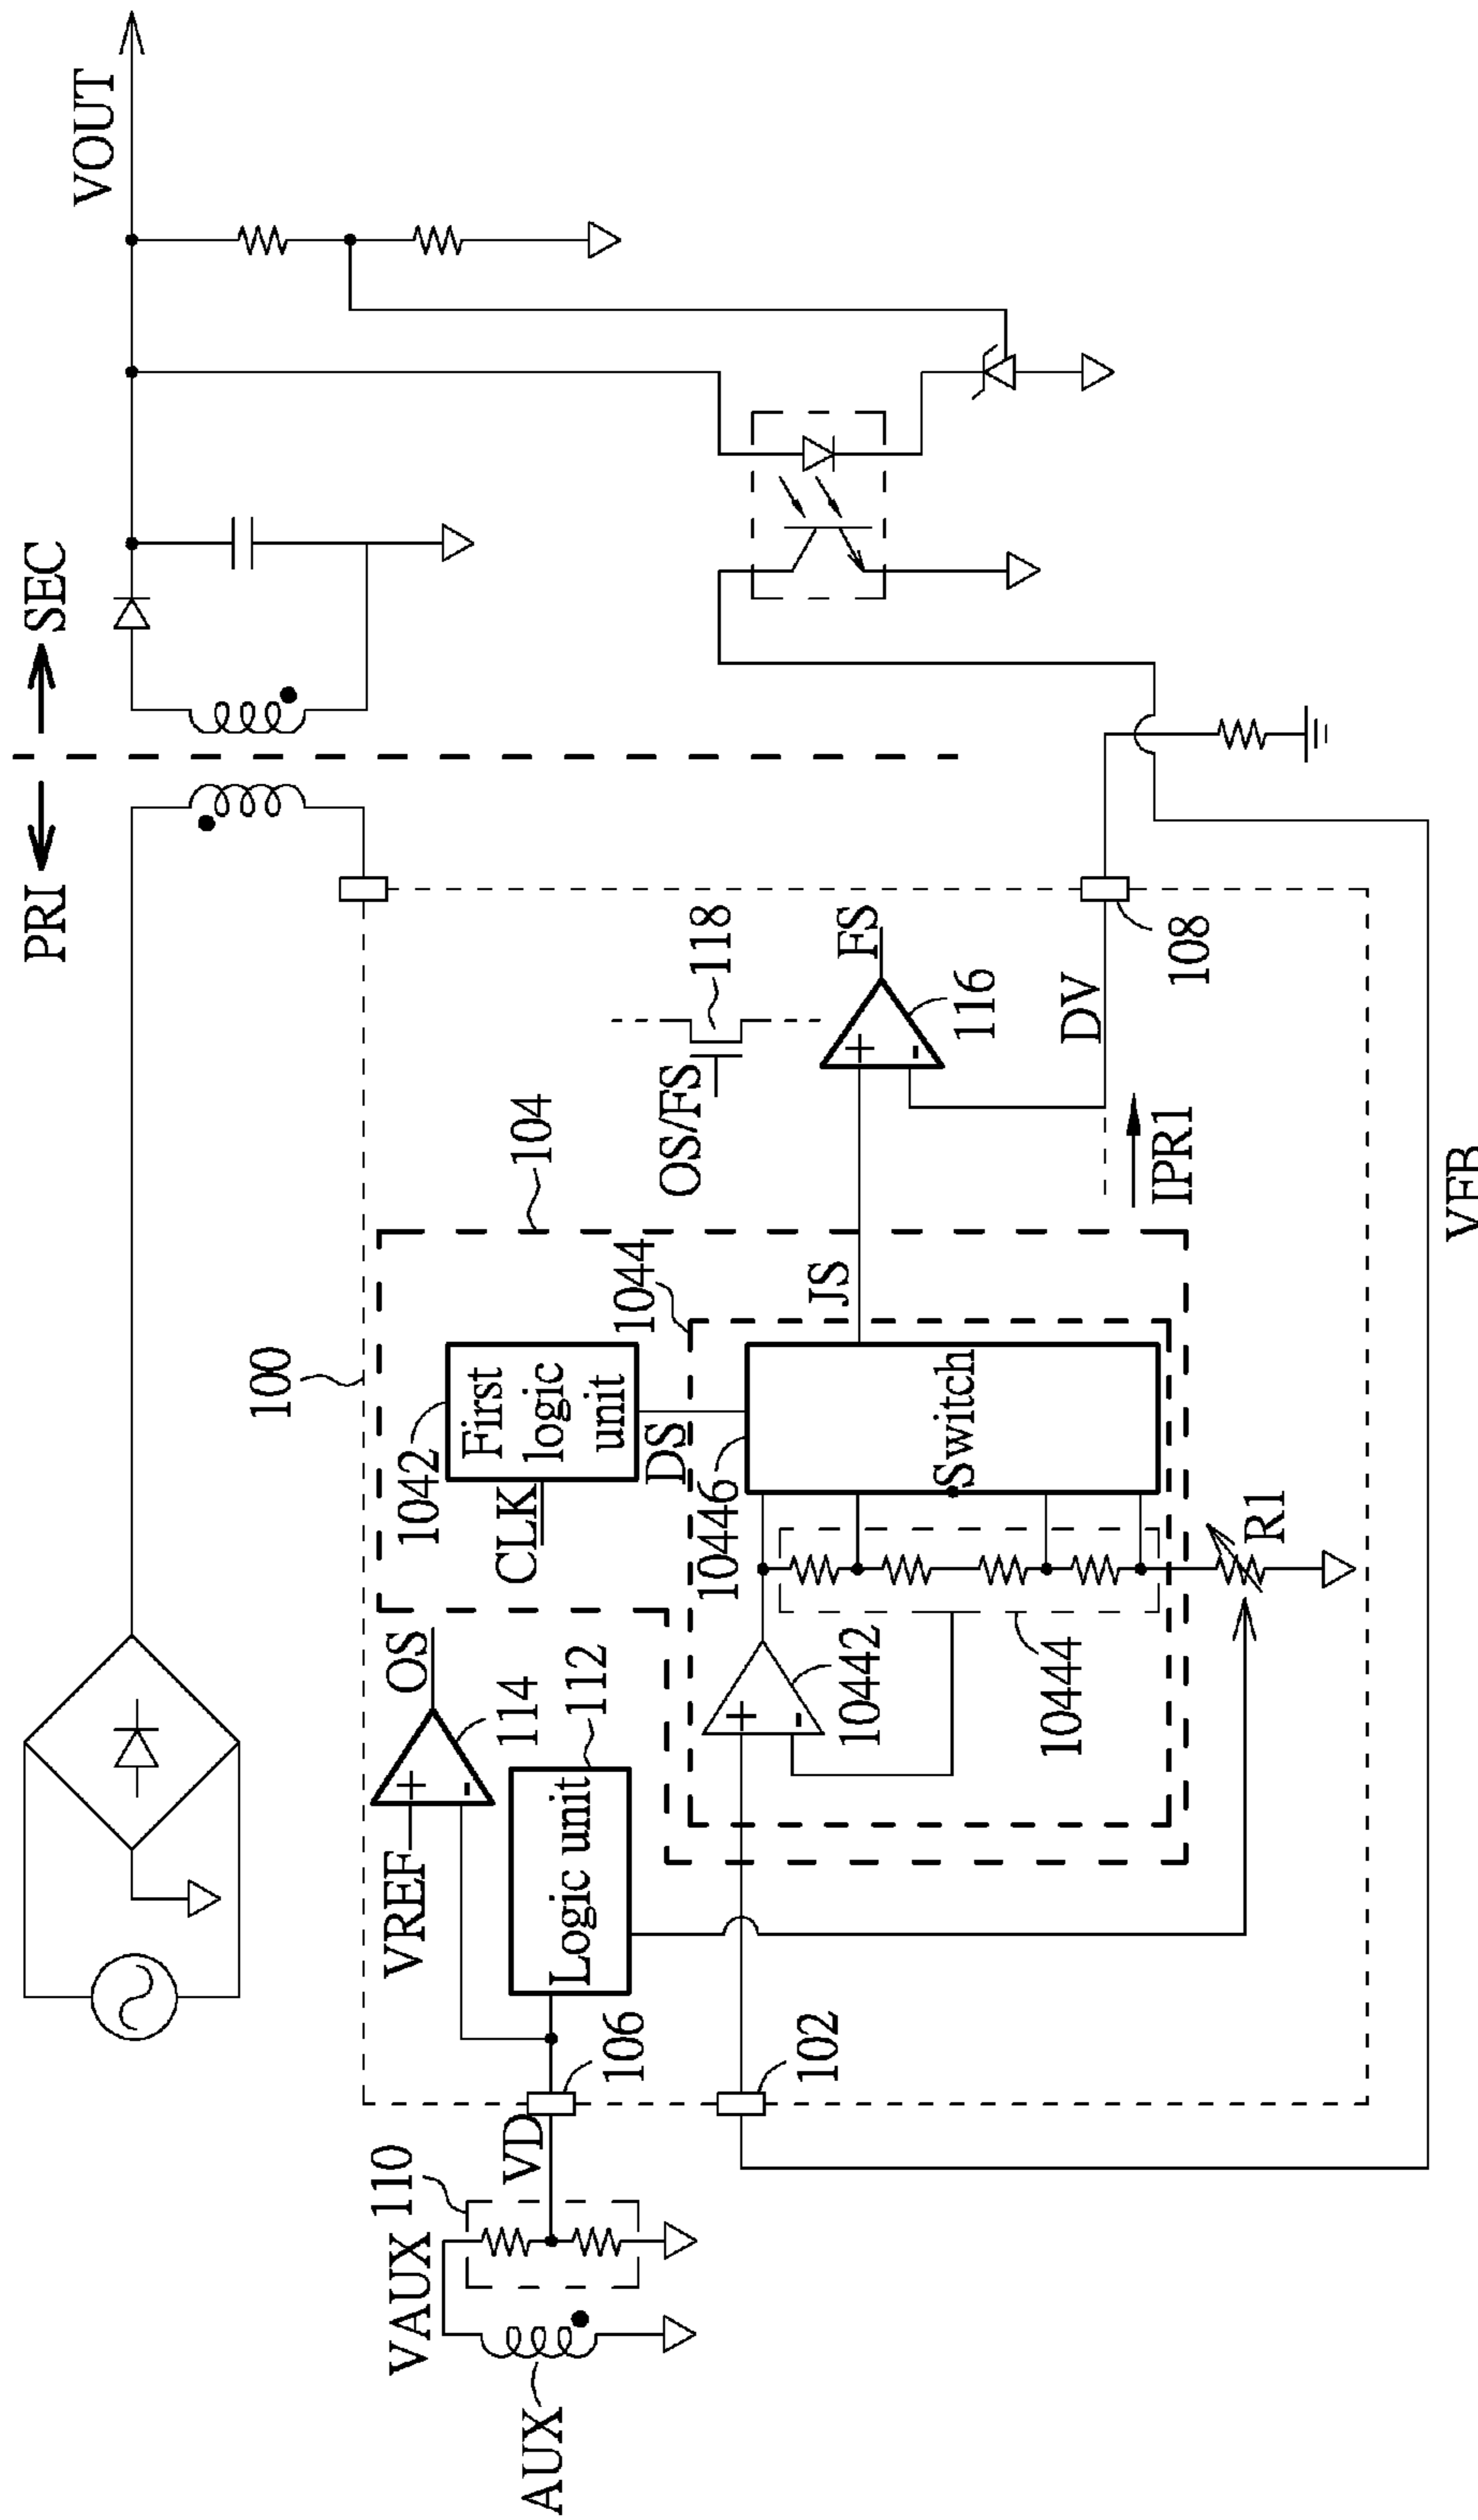 PRI
SEC
VOUT
100
VREF
OS
114
CLK
1042
First
logic
unit
104
VAUX
110
VD
106
Logic unit
112
DS
1044
OS/FS
118
AUX
102
10442
10446
Switch
JS
FS
116
10444
R1
IPR1
DV
108
VFB